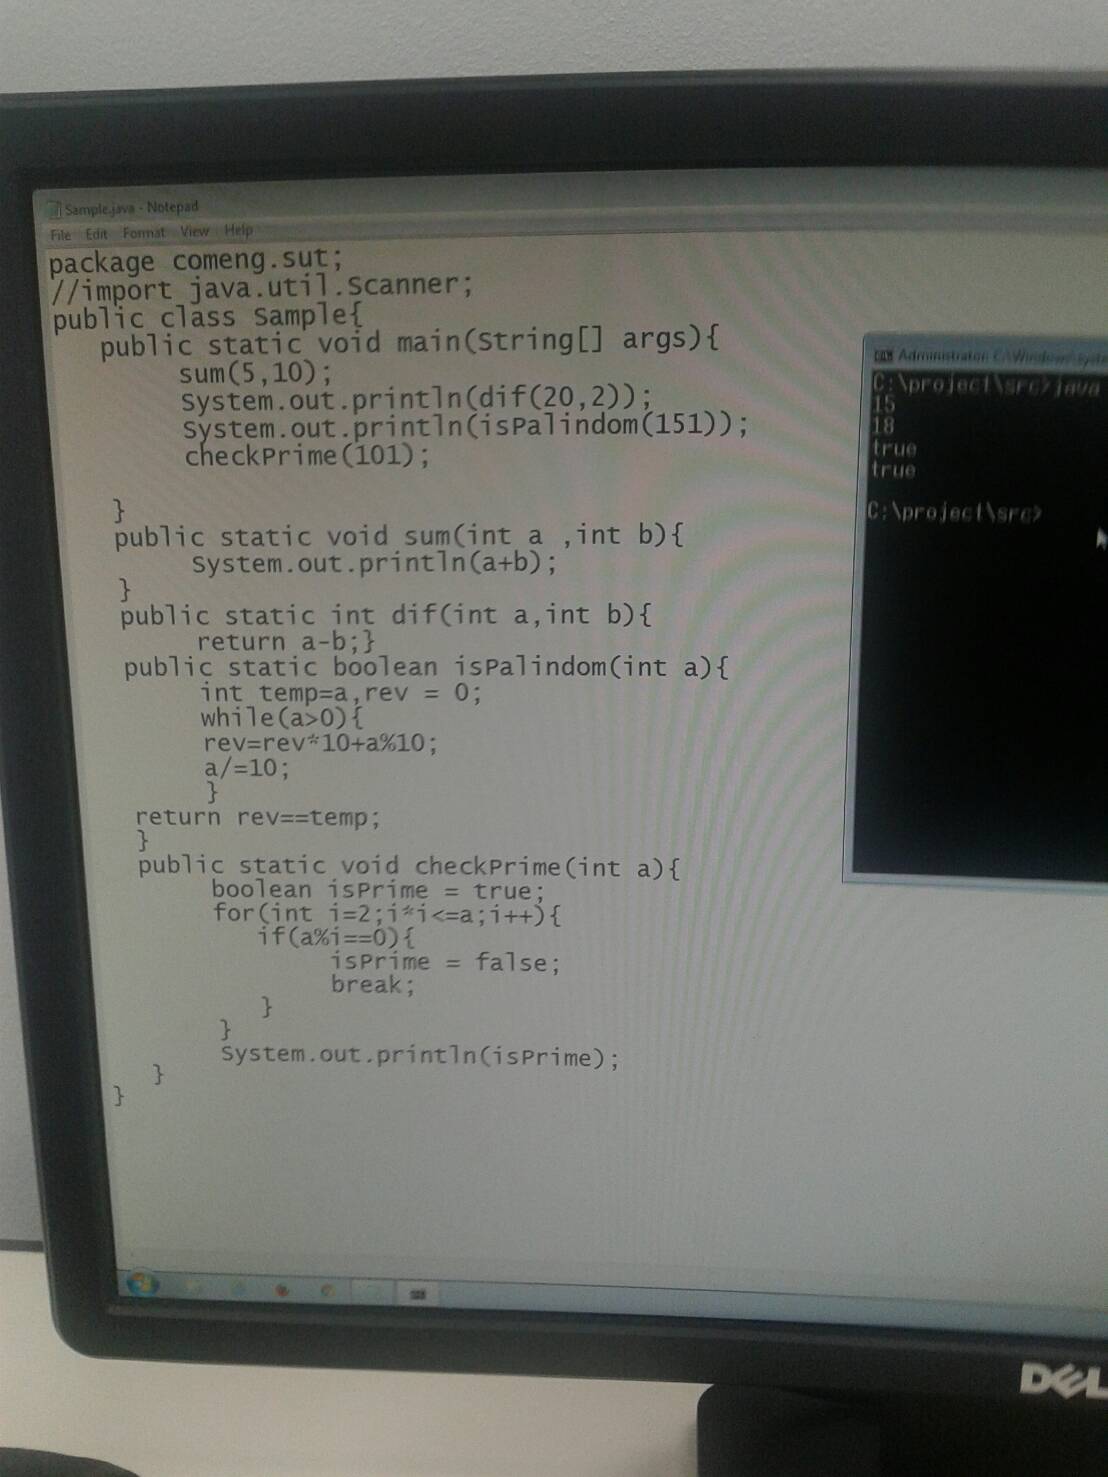 Sample.java - Notepad
File Edit Format View Help
package comeng.sut;
//import java.util.Scanner;
public class Sample{
public static void main(String[] args){
sum(5,10);
System.out.println(dif(20,2));
System.out.println(isPalindom(151));
checkPrime(101);
}
public static void sum(int a ,int b){
System.out.println(a+b);
}
public static int dif(int a,int b){
return a-b;}
public static boolean isPalindom(int a){
int temp=a,rev = 0;
while(a>0){
rev=rev*10+a%10;
a/=10;
}
return rev==temp;
}
public static void checkPrime(int a){
boolean isPrime = true;
for(int i=2;i*i<=a;i++){
if(a%i==0){
isPrime = false;
break;
}
}
System.out.println(isPrime);
}
}
Administrator: C:\Windows\syste
C:\project\src>java
15
18
true
true
C:\project\src>
DELL